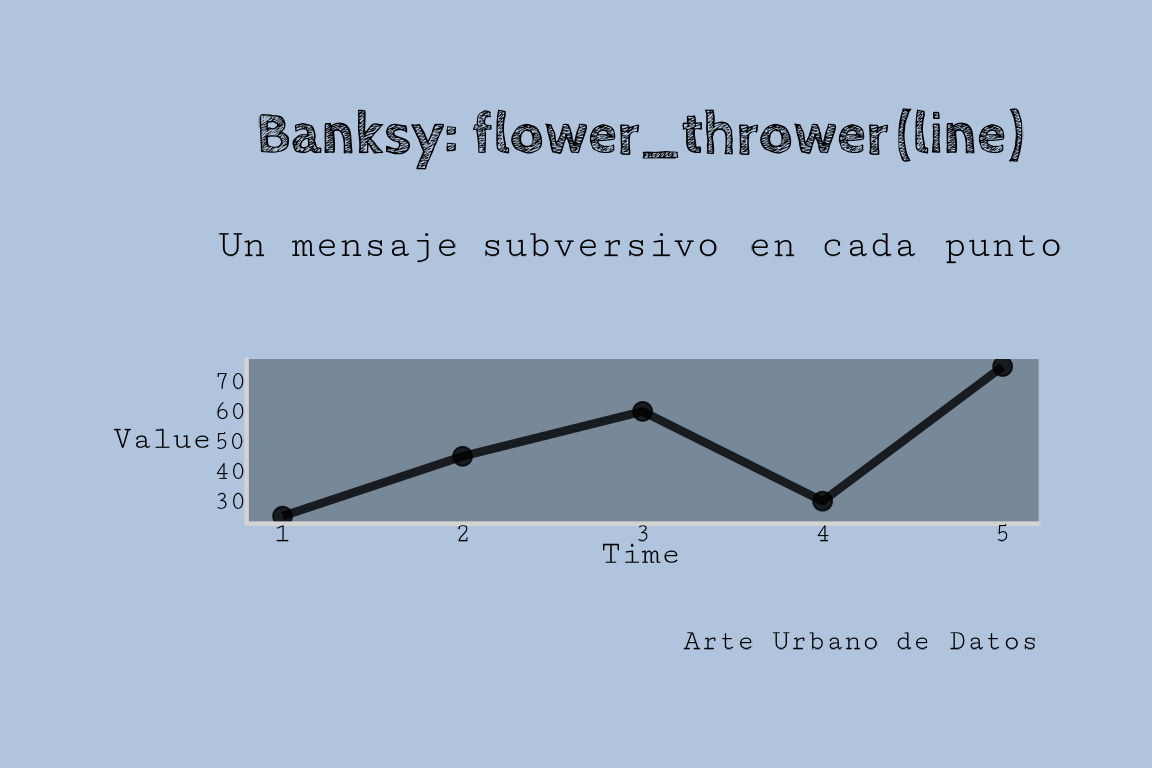 Banksy: flower_thrower(line)
Un mensaje subversivo en cada punto
70
60
Value
50
40
30
1 2 3 4 5
Time
Arte Urbano de Datos